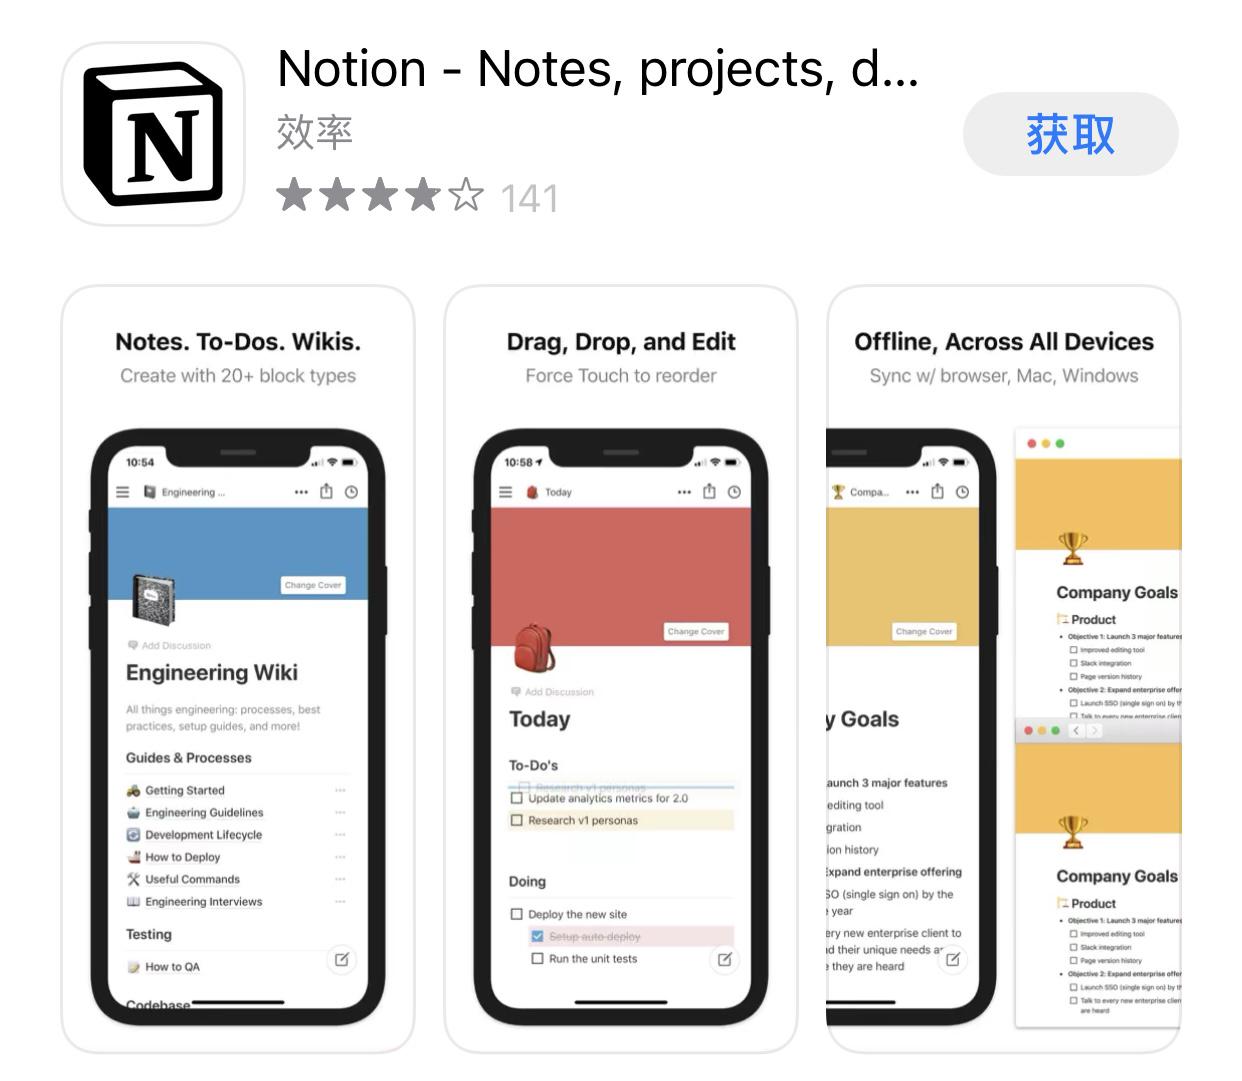 N
Notion - Notes, projects, d...
效率
获取
141
Notes. To-Dos. Wikis.
Create with 20+ block types
10:54
Engineering ...
Change Cover
Add Discussion
Engineering Wiki
All things engineering: processes, best
practices, setup guides, and more!
Guides & Processes
Getting Started
Engineering Guidelines
Development Lifecycle
How to Deploy
Useful Commands
Engineering Interviews
Testing
How to QA
Codebase
Drag, Drop, and Edit
Force Touch to reorder
10:58
Today
Change Cover
Add Discussion
Today
To-Do's
Research v1 personas
Update analytics metrics for 2.0
Research v1 personas
Doing
Deploy the new site
Setup auto deploy
Run the unit tests
Offline, Across All Devices
Sync w/ browser, Mac, Windows
Compa...
Change Cover
y Goals
aunch 3 major features
editing tool
gration
ion history
Expand enterprise offering
SO (single sign on) by the
year
ery new enterprise client to
d their unique needs a
they are heard
Company Goals
Product
Objective 1: Launch 3 major features
Improved editing tool
Slack integration
Page version history
Objective 2: Expand enterprise offer
Launch SSO (single sign on) by th
Talk to every new enterprise clien
Company Goals
Product
Objective 1: Launch 3 major features
Improved editing tool
Slack integration
Page version history
Objective 2: Expand enterprise offer
Launch SSO (single sign on) by th
Talk to every new enterprise clien
are heard